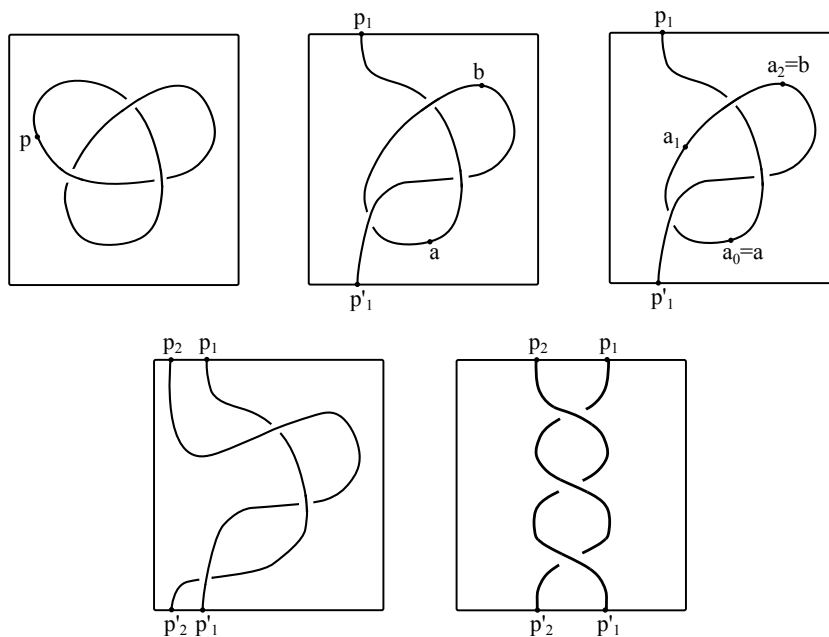 p
p₁
b
a
p'₁
p₁
a₂=b
a₁
a₀=a
p'₁
p₂ p₁
p'₂ p'₁
p₂ p₁
p'₂ p'₁